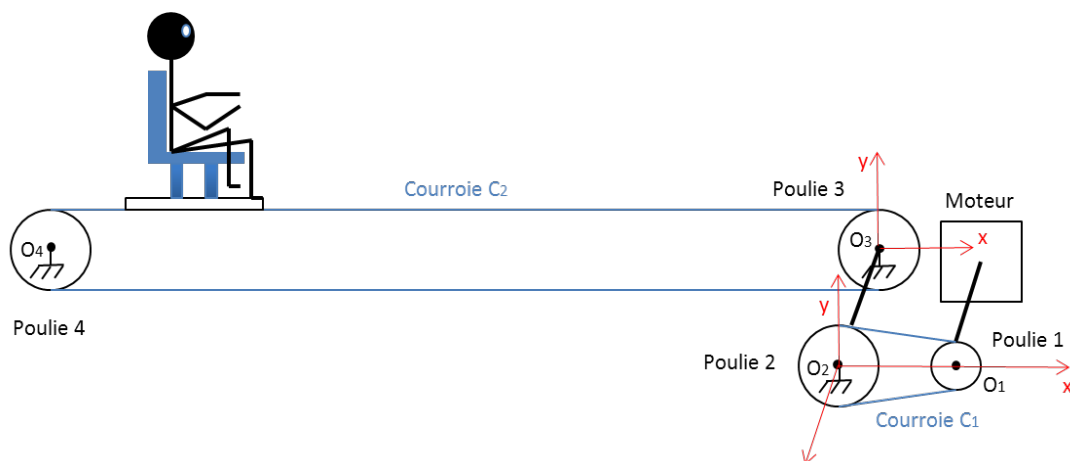 Courroie C2
Poulie 3
Moteur
y
O3
x
O4
Poulie 4
y
Poulie 2
O2
Poulie 1
O1
x
Courroie C1